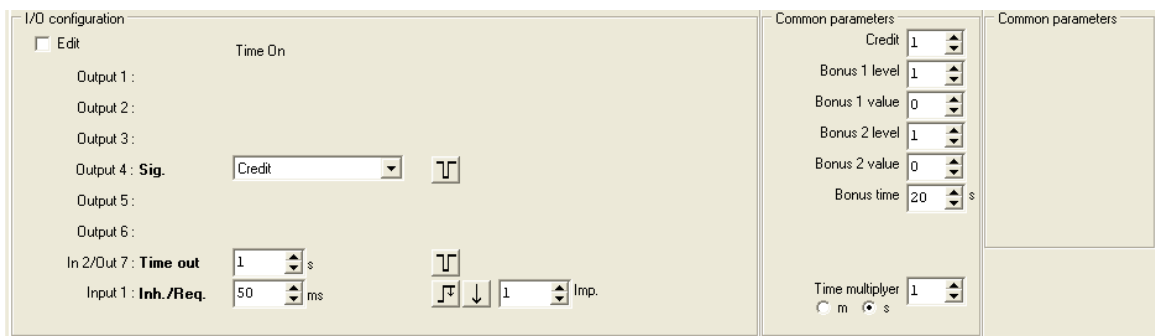 I/O configuration
Edit
Time On
Output 1 :
Output 2 :
Output 3 :
Output 4 : Sig. Credit
Output 5 :
Output 6 :
In 2/Out 7 : Time out 1 s
Input 1 : Inh./Req. 50 ms 1 Imp.
Common parameters
Credit 1
Bonus 1 level 1
Bonus 1 value 0
Bonus 2 level 1
Bonus 2 value 0
Bonus time 20 s
Time multiplyer 1
m s
Common parameters